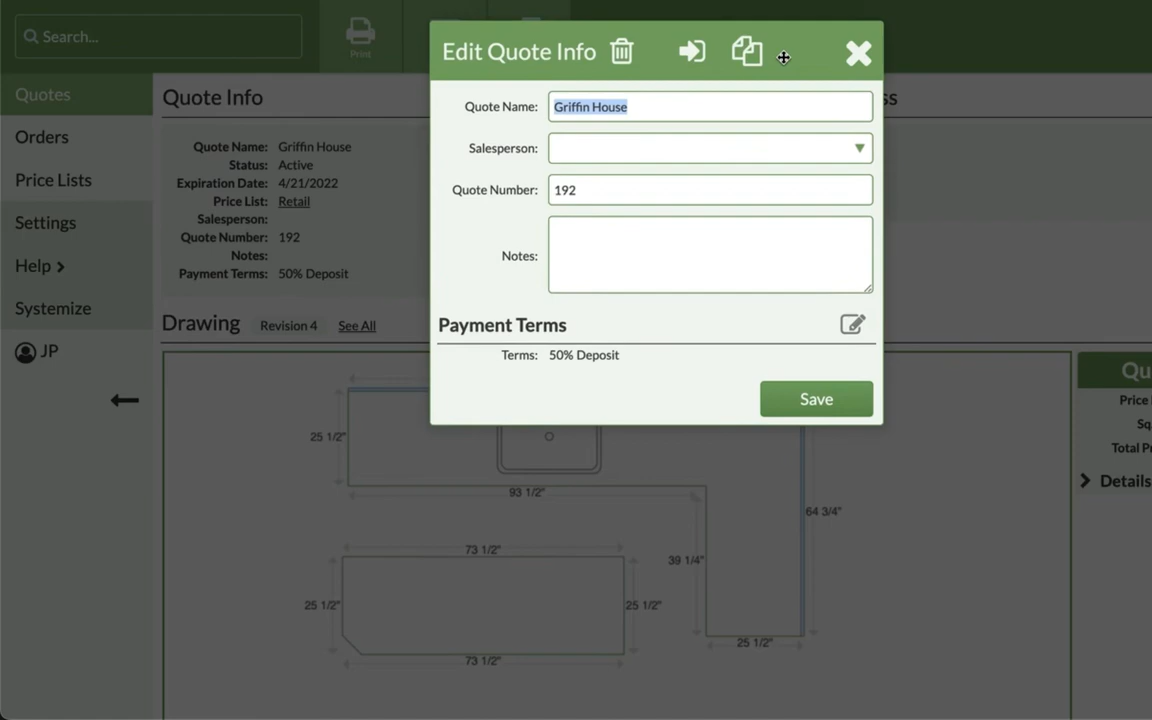 Search...
Print
Edit Quote Info
Quotes
Orders
Price Lists
Settings
Help
Systemize
JP
Quote Info
Quote Name: Griffin House
Status: Active
Expiration Date: 4/21/2022
Price List: Retail
Salesperson:
Quote Number: 192
Notes:
Payment Terms: 50% Deposit
Quote Name: Griffin House
Salesperson:
Quote Number: 192
Notes:
Payment Terms
Terms: 50% Deposit
Save
Drawing Revision 4 See All
25 1/2"
93 1/2"
64 3/4"
39 1/4"
25 1/2"
73 1/2"
25 1/2"
25 1/2"
73 1/2"
Price
Total
Details